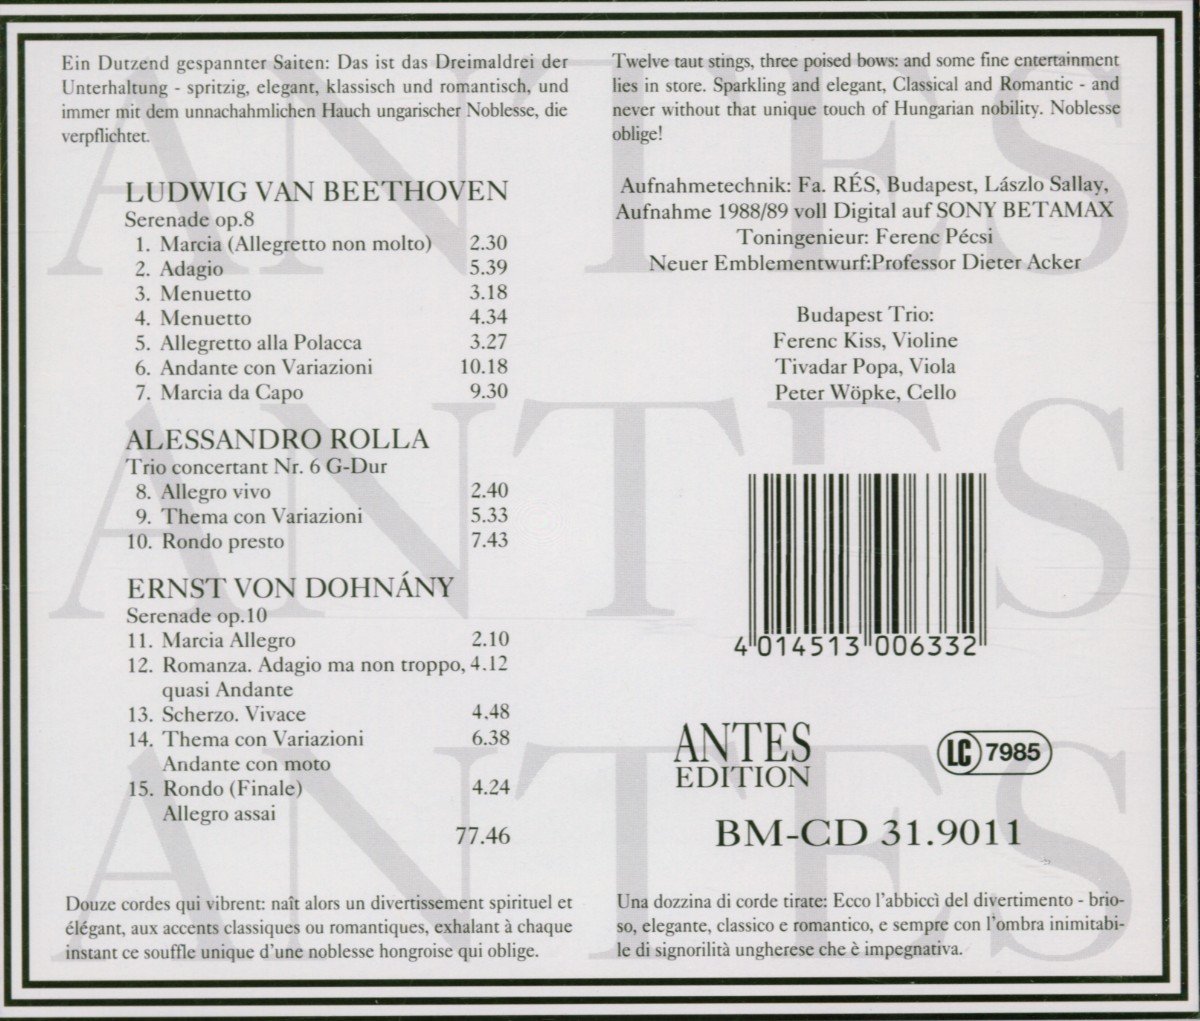 Ein Dutzend gespannter Saiten: Das ist das Dreimaldrei der
Unterhaltung - spritzig, elegant, klassisch und romantisch, und
immer mit dem unnachahmlichen Hauch ungarischer Noblesse, die
verpflichtet.
Twelve taut stings, three poised bows: and some fine entertainment
lies in store. Sparkling and elegant, Classical and Romantic - and
never without that unique touch of Hungarian nobility. Noblesse
oblige!
LUDWIG VAN BEETHOVEN
Serenade op.8
1. Marcia (Allegretto non molto) 2.30
2. Adagio 5.39
3. Menuetto 3.18
4. Menuetto 4.34
5. Allegretto alla Polacca 3.27
6. Andante con Variazioni 10.18
7. Marcia da Capo 9.30
ALESSANDRO ROLLA
Trio concertant Nr. 6 G-Dur
8. Allegro vivo 2.40
9. Thema con Variazioni 5.33
10. Rondo presto 7.43
ERNST VON DOHNÁNY
Serenade op.10
11. Marcia Allegro 2.10
12. Romanza. Adagio ma non troppo, 4.12
quasi Andante
13. Scherzo. Vivace 4,48
14. Thema con Variazioni 6.38
Andante con moto
15. Rondo (Finale) 4.24
Allegro assai
77.46
Aufnahmetechnik: Fa. RÉS, Budapest, Lászlo Sallay,
Aufnahme 1988/89 voll Digital auf SONY BETAMAX
Toningenieur: Ferenc Pécsi
Neuer Emblementwurf:Professor Dieter Acker
Budapest Trio:
Ferenc Kiss, Violine
Tivadar Popa, Viola
Peter Wöpke, Cello
4 014513 006332
ANTES
EDITION
LC 7985
BM-CD 31.9011
Douze cordes qui vibrent: naît alors un divertissement spirituel et
élégant, aux accents classiques ou romantiques, exhalant à chaque
instant ce souffle unique d'une noblesse hongroise qui oblige.
Una dozzina di corde tirate: Ecco l'abbiccì del divertimento - brio-
so, elegante, classico e romantico, e sempre con l'ombra inimitabi-
le di signorilità ungherese che è impegnativa.
ANTES
ANTES
ANTES